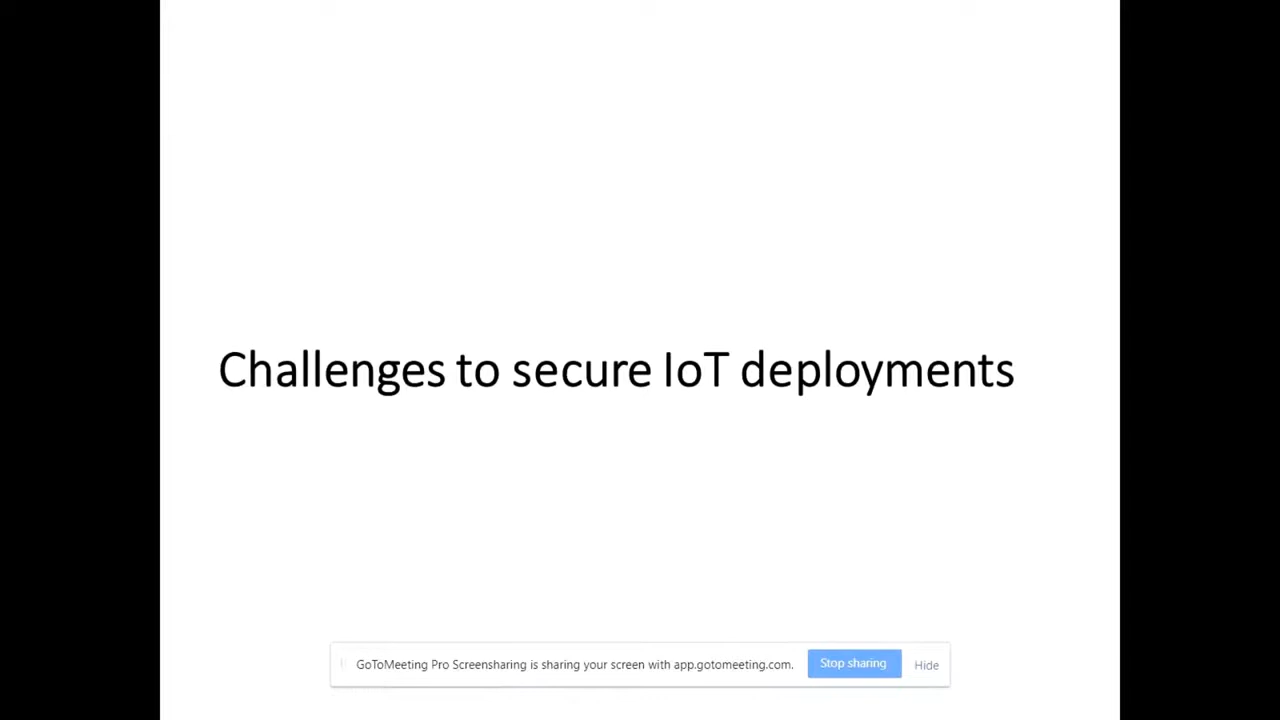 Challenges to secure IoT deployments
GoToMeeting Pro Screensharing is sharing your screen with app.gotomeeting.com. Stop sharing Hide